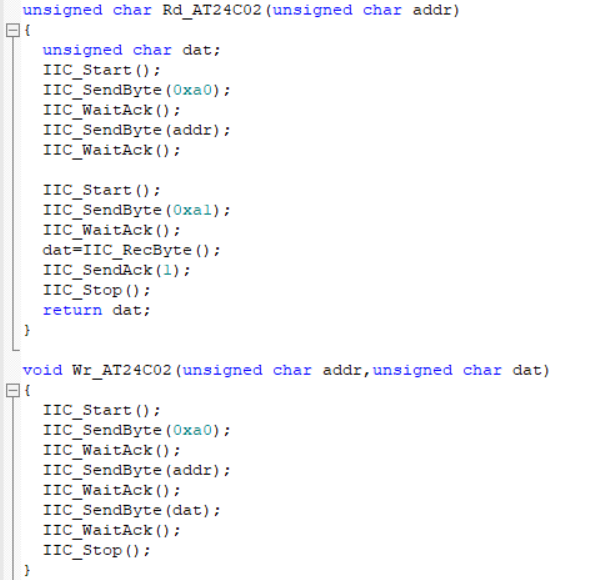 unsigned char Rd_AT24C02(unsigned char addr)
{
  unsigned char dat;
  IIC_Start();
  IIC_SendByte(0xa0);
  IIC_WaitAck();
  IIC_SendByte(addr);
  IIC_WaitAck();

  IIC_Start();
  IIC_SendByte(0xa1);
  IIC_WaitAck();
  dat=IIC_RecByte();
  IIC_SendAck(1);
  IIC_Stop();
  return dat;
}

void Wr_AT24C02(unsigned char addr,unsigned char dat)
{
  IIC_Start();
  IIC_SendByte(0xa0);
  IIC_WaitAck();
  IIC_SendByte(addr);
  IIC_WaitAck();
  IIC_SendByte(dat);
  IIC_WaitAck();
  IIC_Stop();
}